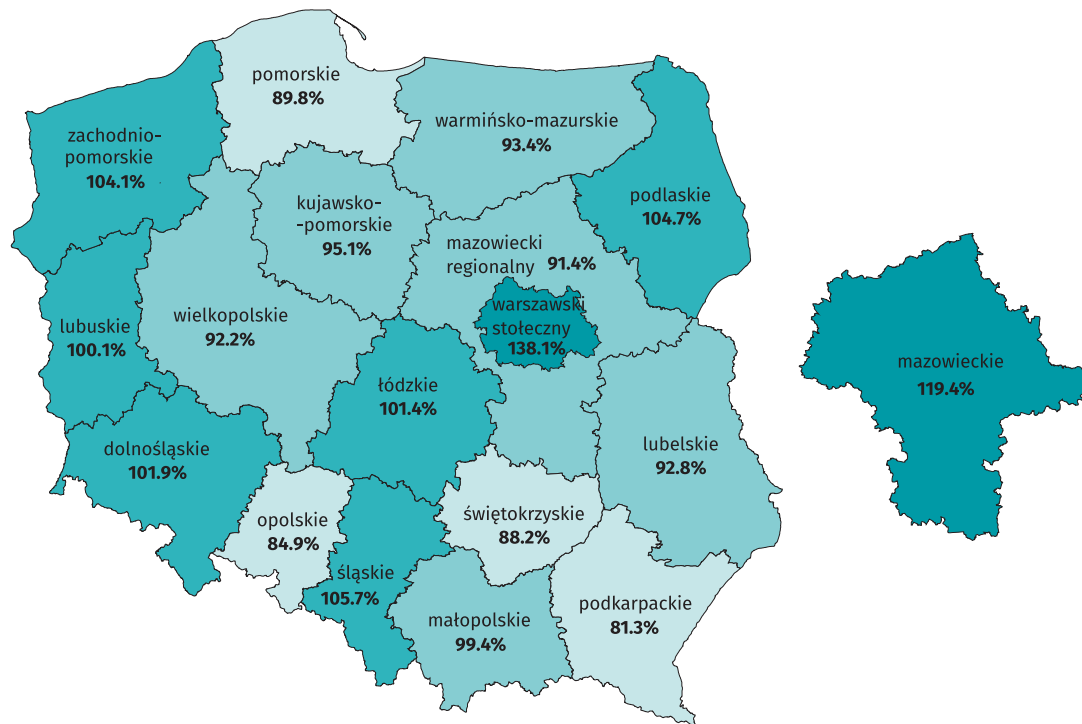 pomorskie
89.8%
zachodnio-
pomorskie
104.1%
warmińsko-mazurskie
93.4%
podlaskie
104.7%
kujawsko-
-pomorskie
95.1%
mazowiecki
regionalny 91.4%
warszawski
stołeczny
138.1%
lubuskie
100.1%
wielkopolskie
92.2%
łódzkie
101.4%
dolnośląskie
101.9%
lubelskie
92.8%
opolskie
84.9%
świętokrzyskie
88.2%
śląskie
105.7%
małopolskie
99.4%
podkarpackie
81.3%
mazowieckie
119.4%